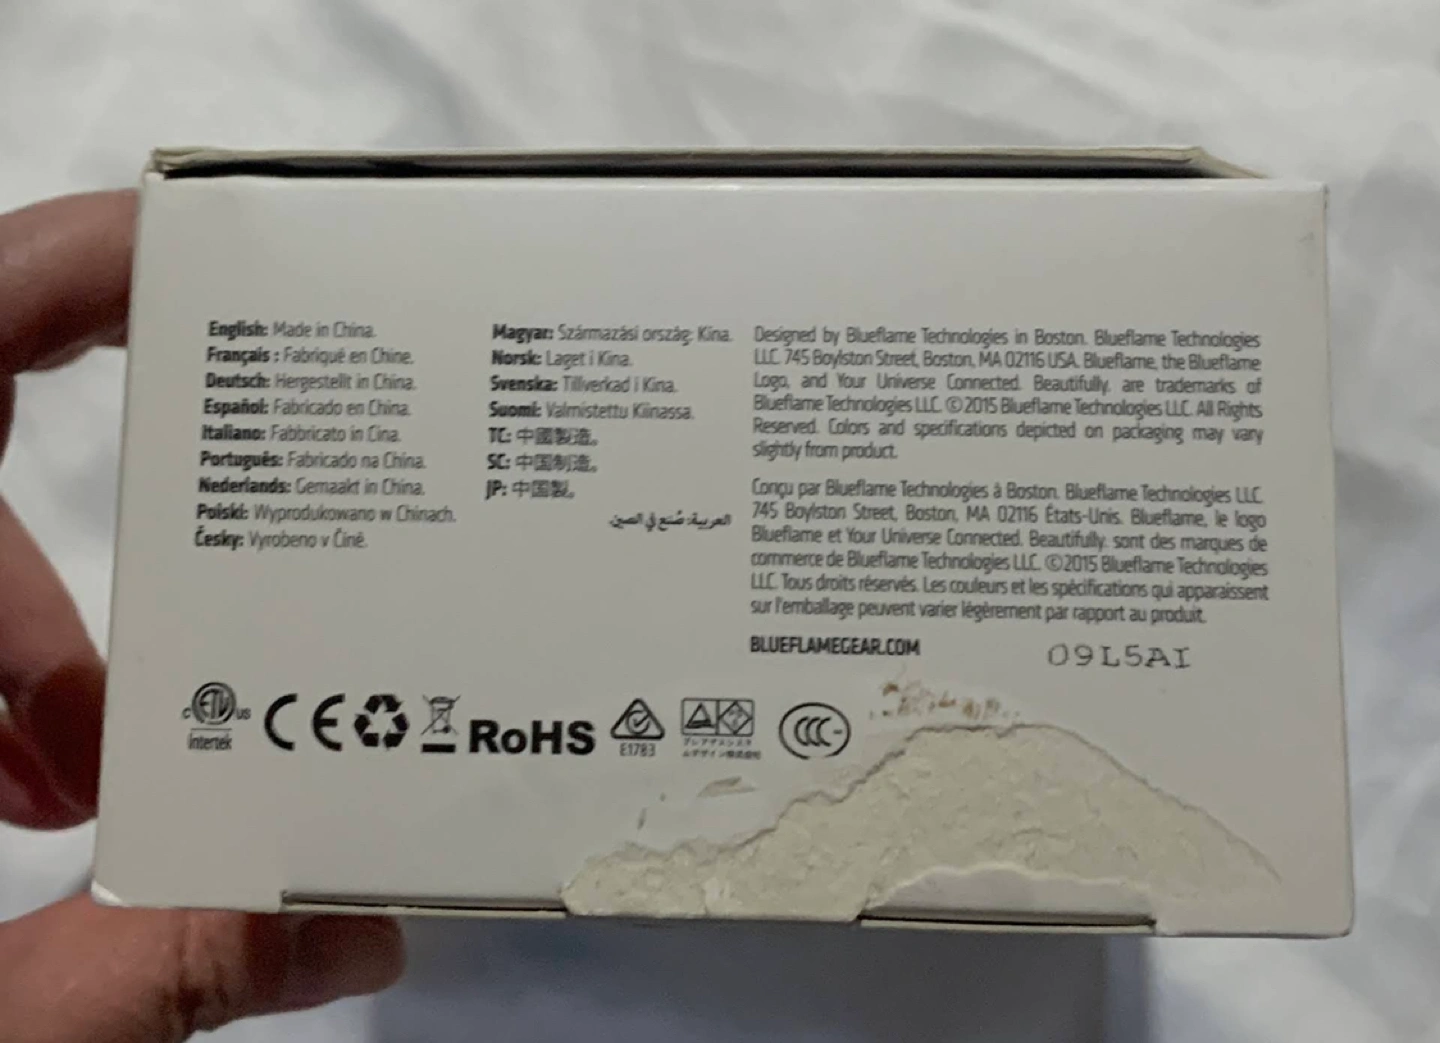 English: Made in China.
Français : Fabriqué en Chine.
Deutsch: Hergestellt in China.
Español: Fabricado en China.
Italiano: Fabbricato in Cina.
Português: Fabricado na China.
Nederlands: Gemaakt in China.
Polski: Wyprodukowano w Chinach.
Česky: Vyrobeno v Číně.
Magyar: Származási ország: Kína.
Norsk: Laget i Kina.
Svenska: Tillverkad i Kina.
Suomi: Valmistettu Kiinassa.
TC: 中國製造。
SC: 中国制造。
JP: 中国製。
العربية: صُنع في الصين.
Designed by Blueflame Technologies in Boston. Blueflame Technologies
LLC. 745 Boylston Street, Boston, MA 02116 USA. Blueflame, the Blueflame
Logo, and Your Universe Connected. Beautifully. are trademarks of
Blueflame Technologies LLC. ©2015 Blueflame Technologies LLC. All Rights
Reserved. Colors and specifications depicted on packaging may vary
slightly from product.
Conçu par Blueflame Technologies à Boston. Blueflame Technologies LLC.
745 Boylston Street, Boston, MA 02116 États-Unis. Blueflame, le logo
Blueflame et Your Universe Connected. Beautifully. sont des marques de
commerce de Blueflame Technologies LLC. ©2015 Blueflame Technologies
LLC. Tous droits réservés. Les couleurs et les spécifications qui apparaissent
sur l'emballage peuvent varier légèrement par rapport au produit.
BLUEFLAMEGEAR.COM
09L5AI
c ETL us
Intertek
CE
RoHS
E1783
CCC